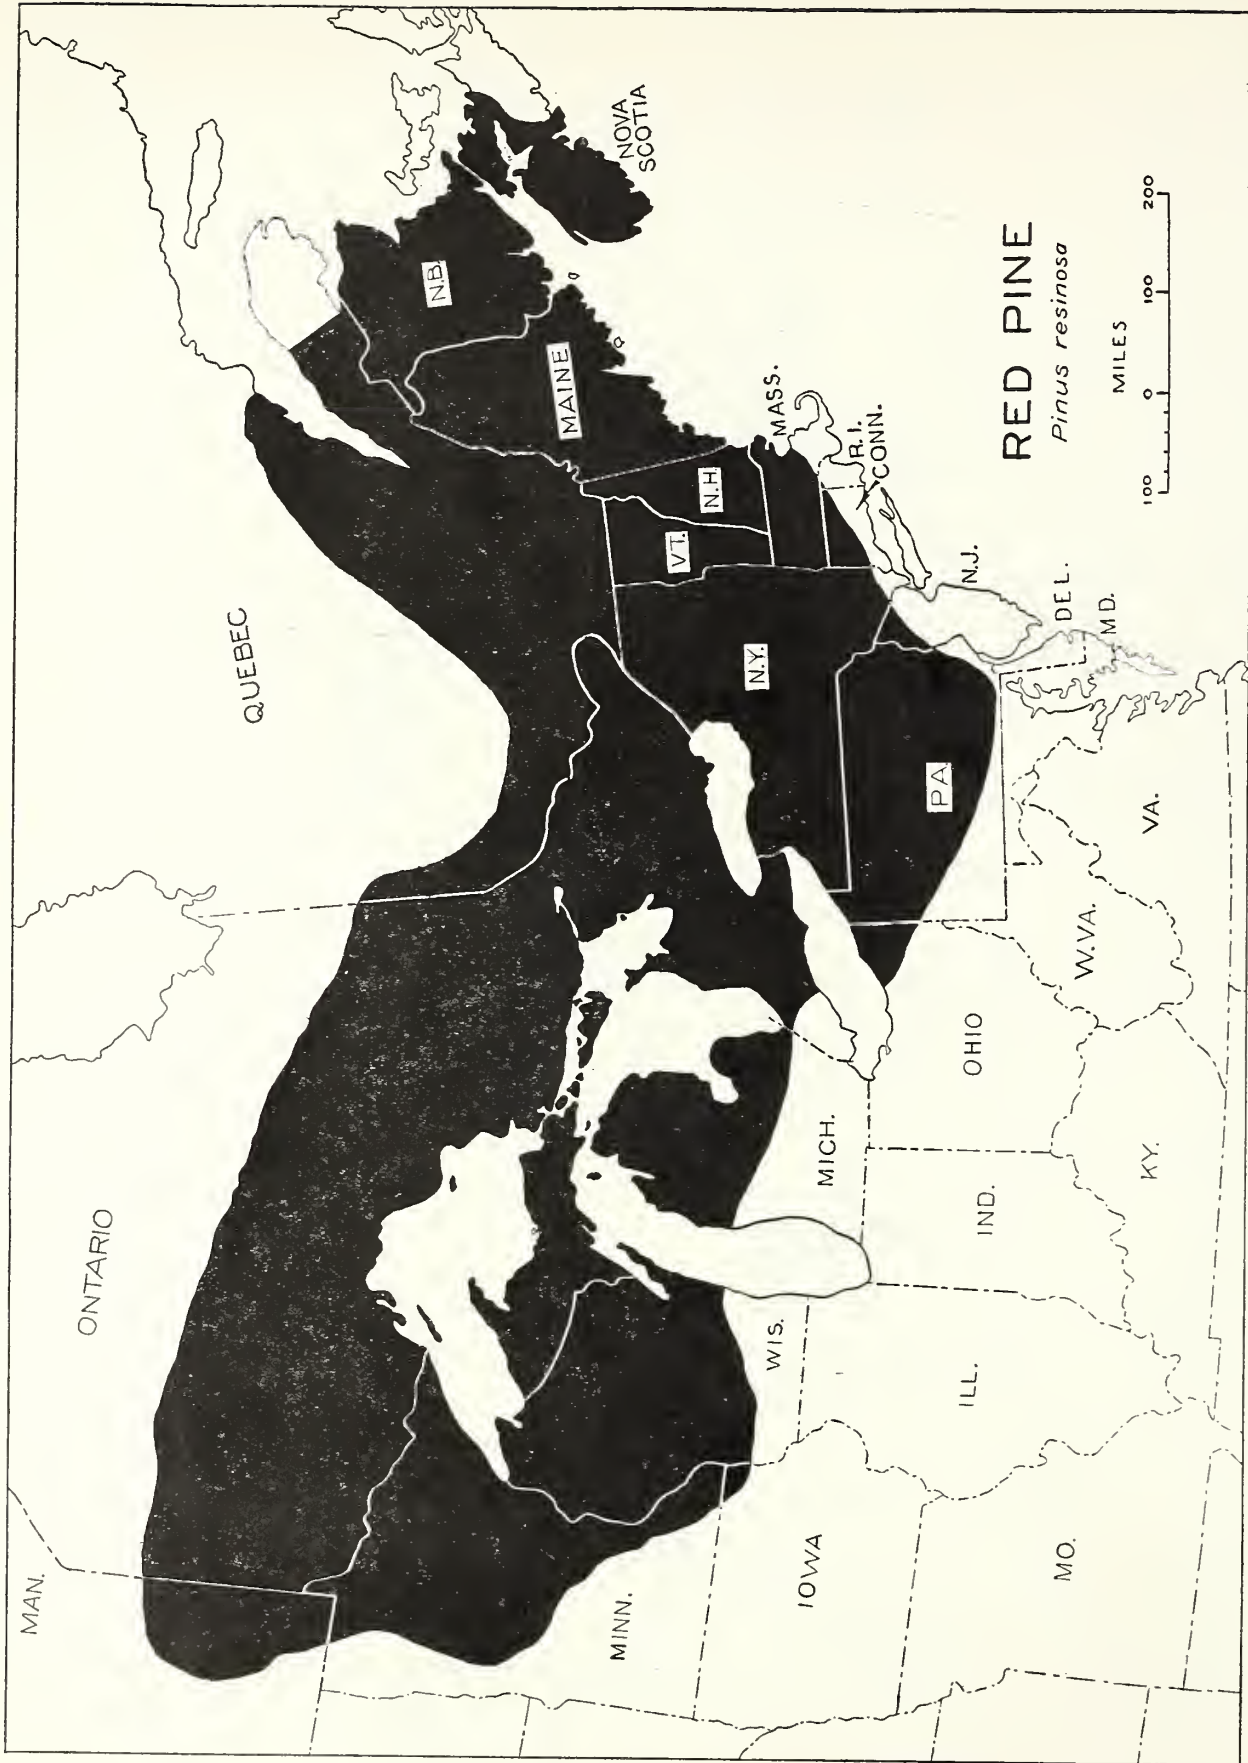 RED PINE
Pinus resinosa
MILES
100 0 100 200
MAN.
ONTARIO
QUEBEC
N.B.
NOVA
SCOTIA
MAINE
MINN.
WIS.
MICH.
N.Y.
VT.
N.H.
MASS.
R.I.
CONN.
IOWA
ILL.
IND.
OHIO
PA.
N.J.
DEL.
MD.
MO.
KY.
W.VA.
VA.